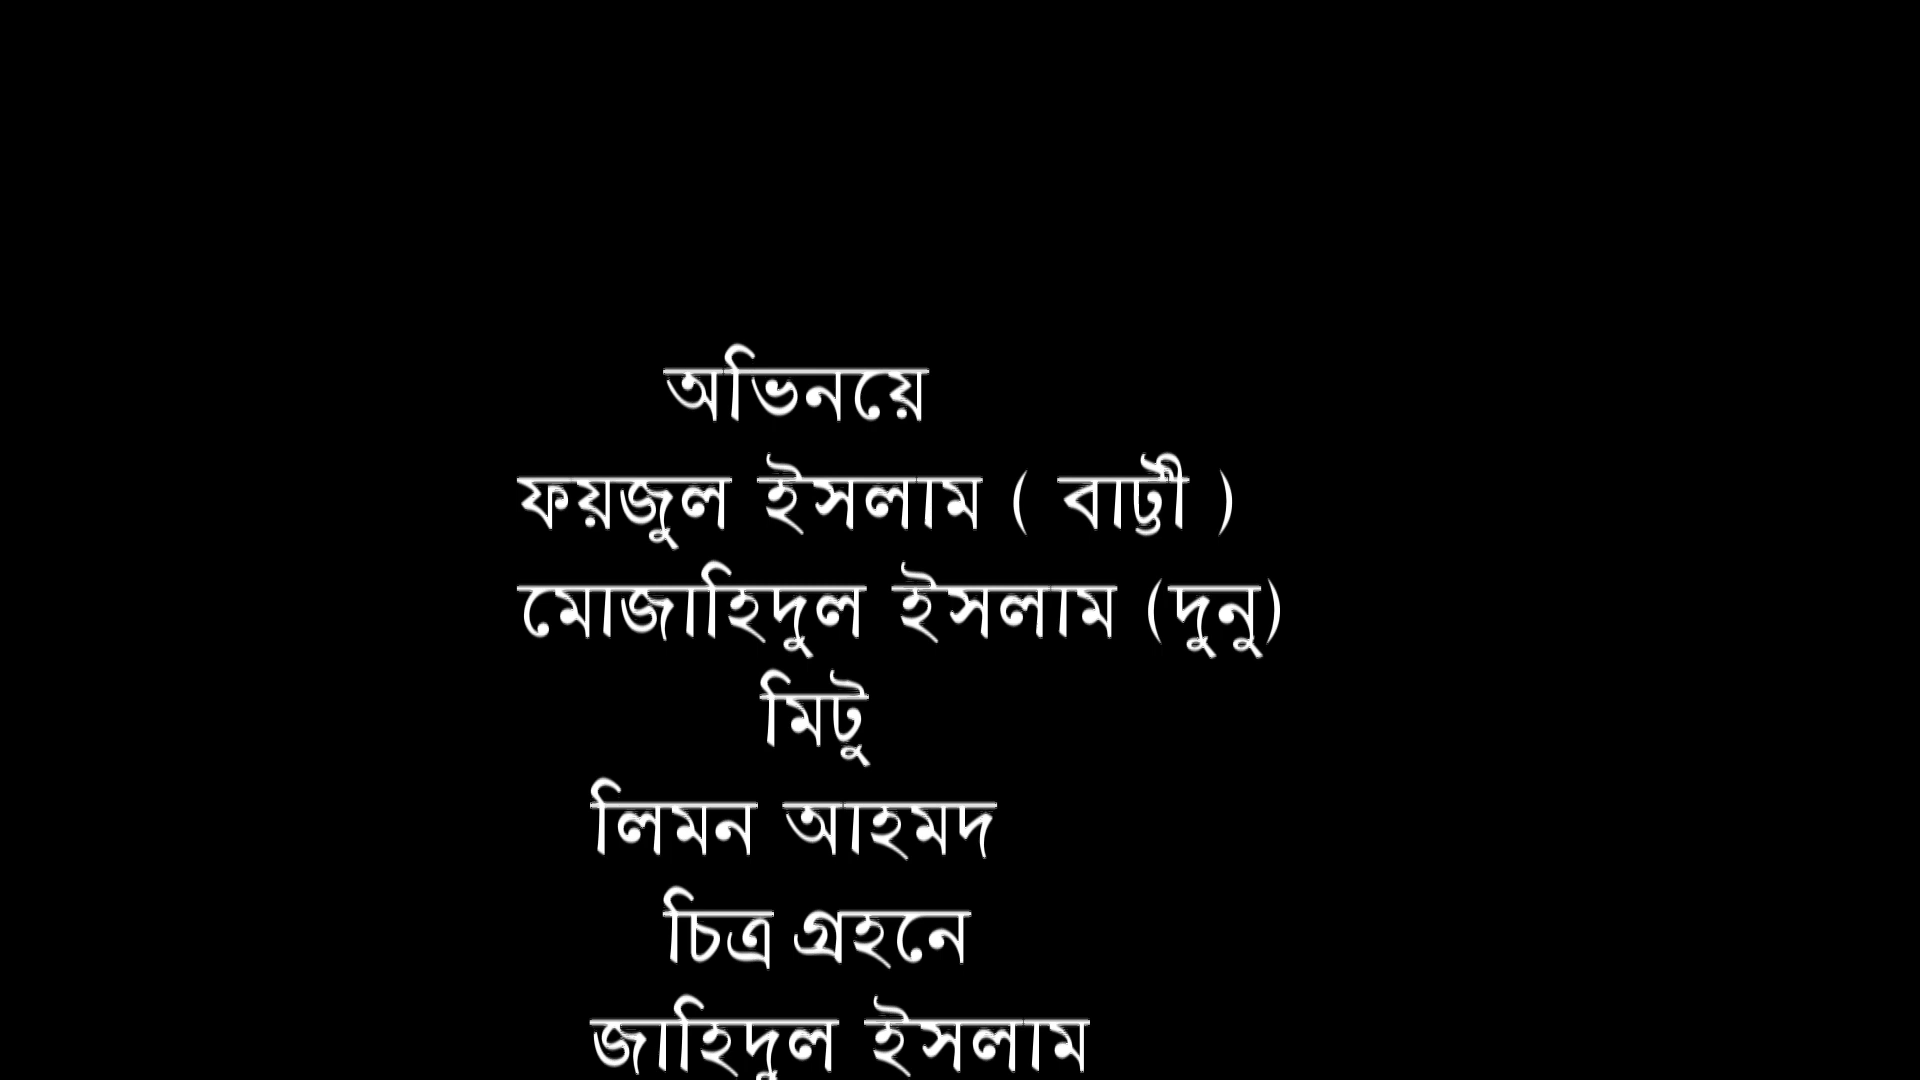 অভিনয়ে
ফয়জুল ইসলাম ( বাট্টী )
মোজাহিদুল ইসলাম (দুনু)
মিটু
লিমন আহমদ
চিত্র গ্রহনে
জাহিদুল ইসলাম